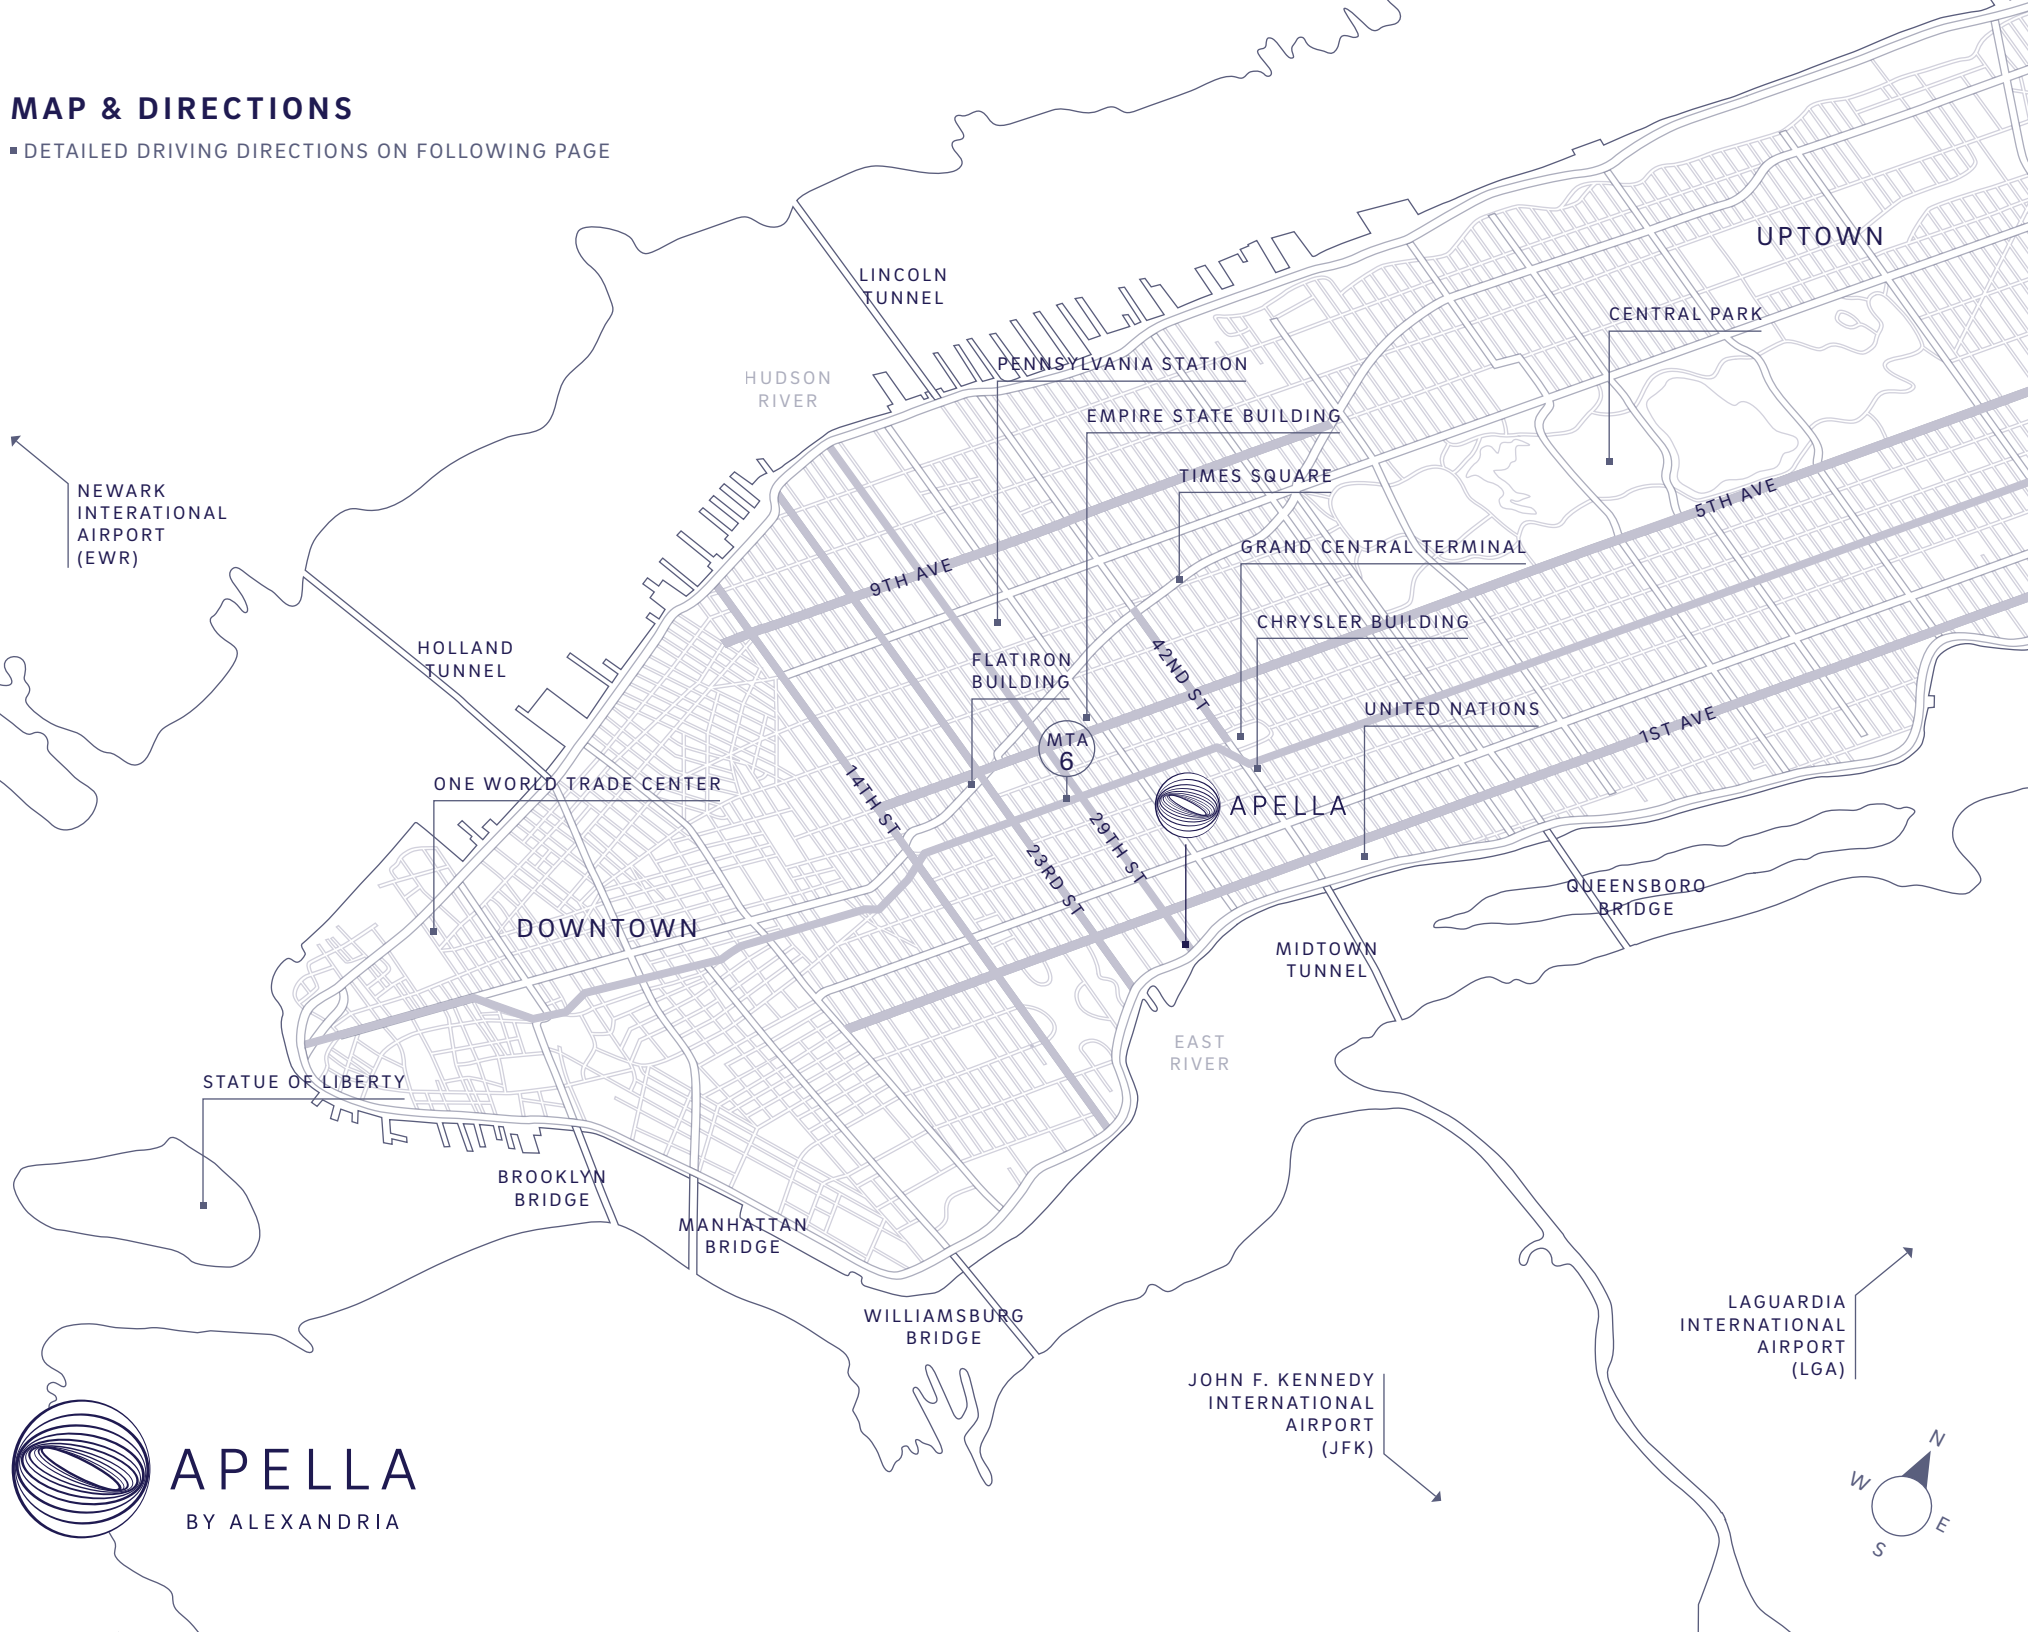 MAP & DIRECTIONS
DETAILED DRIVING DIRECTIONS ON FOLLOWING PAGE
UPTOWN
LINCOLN
TUNNEL
CENTRAL PARK
PENNSYLVANIA STATION
HUDSON
RIVER
EMPIRE STATE BUILDING
TIMES SQUARE
NEWARK
INTERATIONAL
AIRPORT
(EWR)
5TH AVE
GRAND CENTRAL TERMINAL
9TH AVE
CHRYSLER BUILDING
HOLLAND
TUNNEL
FLATIRON
BUILDING
42ND ST
UNITED NATIONS
1ST AVE
MTA
6
ONE WORLD TRADE CENTER
14TH ST
APELLA
29TH ST
23RD ST
QUEENSBORO
BRIDGE
DOWNTOWN
MIDTOWN
TUNNEL
EAST
RIVER
STATUE OF LIBERTY
BROOKLYN
BRIDGE
MANHATTAN
BRIDGE
WILLIAMSBURG
BRIDGE
LAGUARDIA
INTERNATIONAL
AIRPORT
(LGA)
JOHN F. KENNEDY
INTERNATIONAL
AIRPORT
(JFK)
APELLA
BY ALEXANDRIA
N
W
E
S